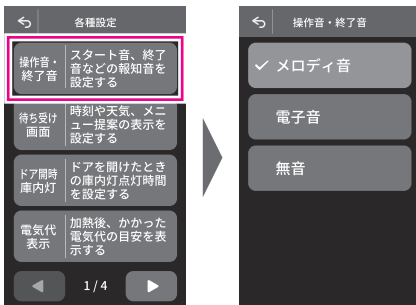 各種設定
操作音・
終了音
スタート音、終了
音などの報知音を
設定する
待ち受け
画面
時刻や天気、メニ
ュー提案の表示を
設定する
ドア開時
庫内灯
ドアを開けたとき
の庫内灯点灯時間
を設定する
電気代
表示
加熱後、かかった
電気代の目安を表
示する
1/4
操作音・終了音
メロディ音
電子音
無音